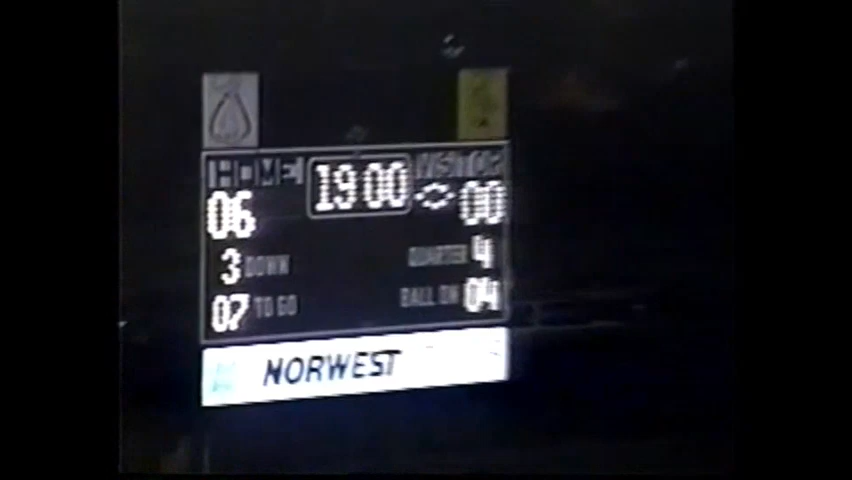 HOME 19 00 VISITOR
06 00
3 DOWN QUARTER 4
07 TO GO BALL ON 04
NORWEST